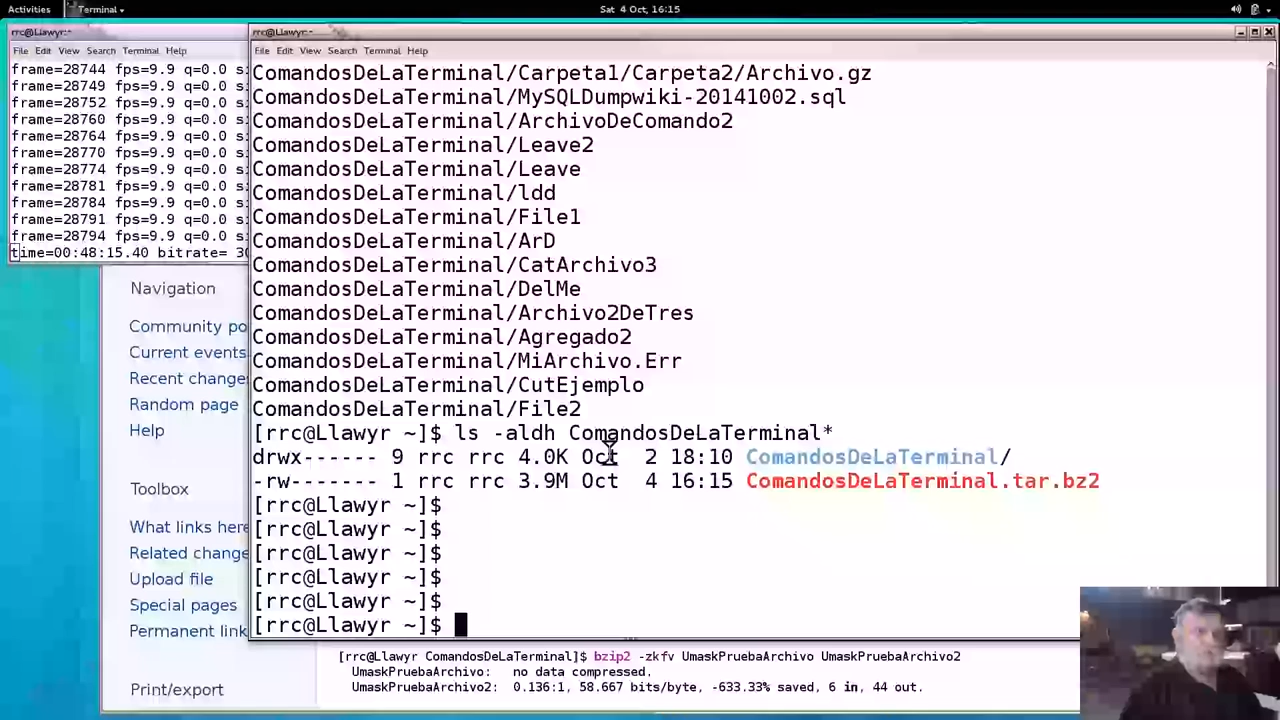 Activities Terminal Sat 4 Oct, 16:15
rrc@Llawyr:~
File Edit View Search Terminal Help
frame=28744 fps=9.9 q=0.0
frame=28749 fps=9.9 q=0.0
frame=28752 fps=9.9 q=0.0
frame=28760 fps=9.9 q=0.0
frame=28764 fps=9.9 q=0.0
frame=28770 fps=9.9 q=0.0
frame=28774 fps=9.9 q=0.0
frame=28781 fps=9.9 q=0.0
frame=28784 fps=9.9 q=0.0
frame=28791 fps=9.9 q=0.0
frame=28794 fps=9.9 q=0.0
time=00:48:15.40 bitrate= 30
rrc@Llawyr:~
File Edit View Search Terminal Help
ComandosDeLaTerminal/Carpeta1/Carpeta2/Archivo.gz
ComandosDeLaTerminal/MySQLDumpwiki-20141002.sql
ComandosDeLaTerminal/ArchivoDeComando2
ComandosDeLaTerminal/Leave2
ComandosDeLaTerminal/Leave
ComandosDeLaTerminal/ldd
ComandosDeLaTerminal/File1
ComandosDeLaTerminal/ArD
ComandosDeLaTerminal/CatArchivo3
ComandosDeLaTerminal/DelMe
ComandosDeLaTerminal/Archivo2DeTres
ComandosDeLaTerminal/Agregado2
ComandosDeLaTerminal/MiArchivo.Err
ComandosDeLaTerminal/CutEjemplo
ComandosDeLaTerminal/File2
[rrc@Llawyr ~]$ ls -aldh ComandosDeLaTerminal*
drwx------ 9 rrc rrc 4.0K Oct  2 18:10 ComandosDeLaTerminal/
-rw------- 1 rrc rrc 3.9M Oct  4 16:15 ComandosDeLaTerminal.tar.bz2
[rrc@Llawyr ~]$
[rrc@Llawyr ~]$
[rrc@Llawyr ~]$
[rrc@Llawyr ~]$
[rrc@Llawyr ~]$
[rrc@Llawyr ~]$
Navigation
Community po
Current events
Recent change
Random page
Help
Toolbox
What links here
Related change
Upload file
Special pages
Permanent link
Print/export
[rrc@Llawyr ComandosDeLaTerminal]$ bzip2 -zkfv UmaskPruebaArchivo UmaskPruebaArchivo2
UmaskPruebaArchivo: no data compressed.
UmaskPruebaArchivo2: 0.136:1, 58.667 bits/byte, -633.33% saved, 6 in, 44 out.